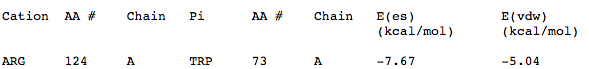 Cation AA # Chain Pi AA # Chain E(es) E(vdw)
(kcal/mol) (kcal/mol)
ARG 124 A TRP 73 A -7.67 -5.04